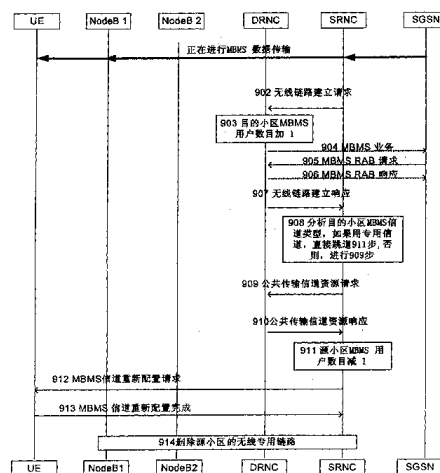 UE NodeB 1 NodeB 2 DRNC SRNC SGSN
正在进行MBMS 数据传输
902 无线链路建立请求
903 目的小区MBMS
用户数目加 1
904 MBMS 业务
905 MBMS RAB 请求
906 MBMS RAB 响应
907 无线链路建立响应
908 分析目的小区MBMS信
道类型，如果用专用信
道，直接跳道911步,否
则，进行909步
909 公共传输信道资源请求
910公共传输信道资源响应
911 源小区MBMS 用
户数目减 1
912 MBMS信道重新配置请求
913 MBMS 信道重新配置完成
914删除源小区的无线专用链路
UE NodeB1 NodeB2 DRNC SRNC SGSN